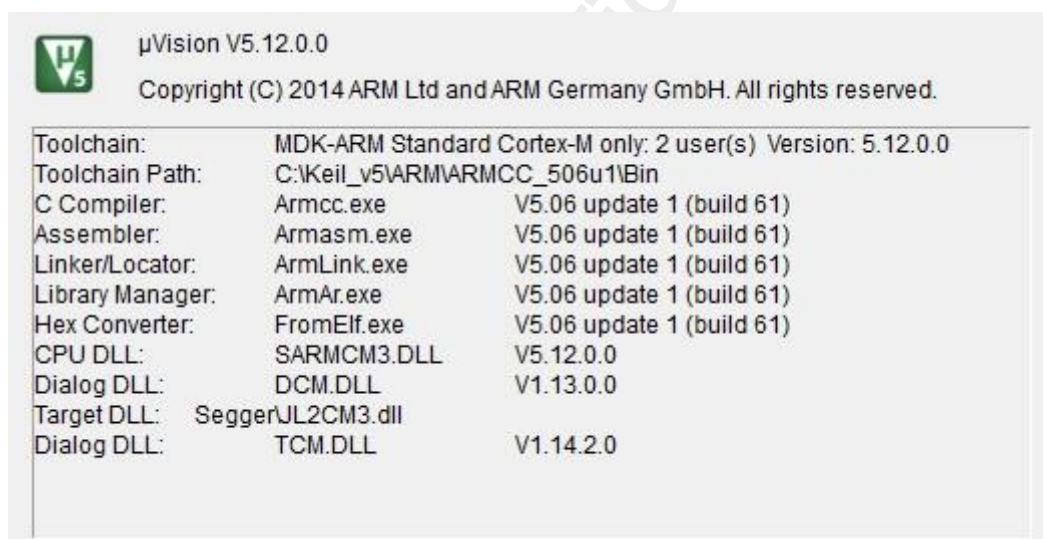 µ
5
µVision V5.12.0.0
Copyright (C) 2014 ARM Ltd and ARM Germany GmbH. All rights reserved.
Toolchain: MDK-ARM Standard Cortex-M only: 2 user(s) Version: 5.12.0.0
Toolchain Path: C:\Keil_v5\ARM\ARMCC_506u1\Bin
C Compiler: Armcc.exe V5.06 update 1 (build 61)
Assembler: Armasm.exe V5.06 update 1 (build 61)
Linker/Locator: ArmLink.exe V5.06 update 1 (build 61)
Library Manager: ArmAr.exe V5.06 update 1 (build 61)
Hex Converter: FromElf.exe V5.06 update 1 (build 61)
CPU DLL: SARMCM3.DLL V5.12.0.0
Dialog DLL: DCM.DLL V1.13.0.0
Target DLL: Segger\JL2CM3.dll
Dialog DLL: TCM.DLL V1.14.2.0